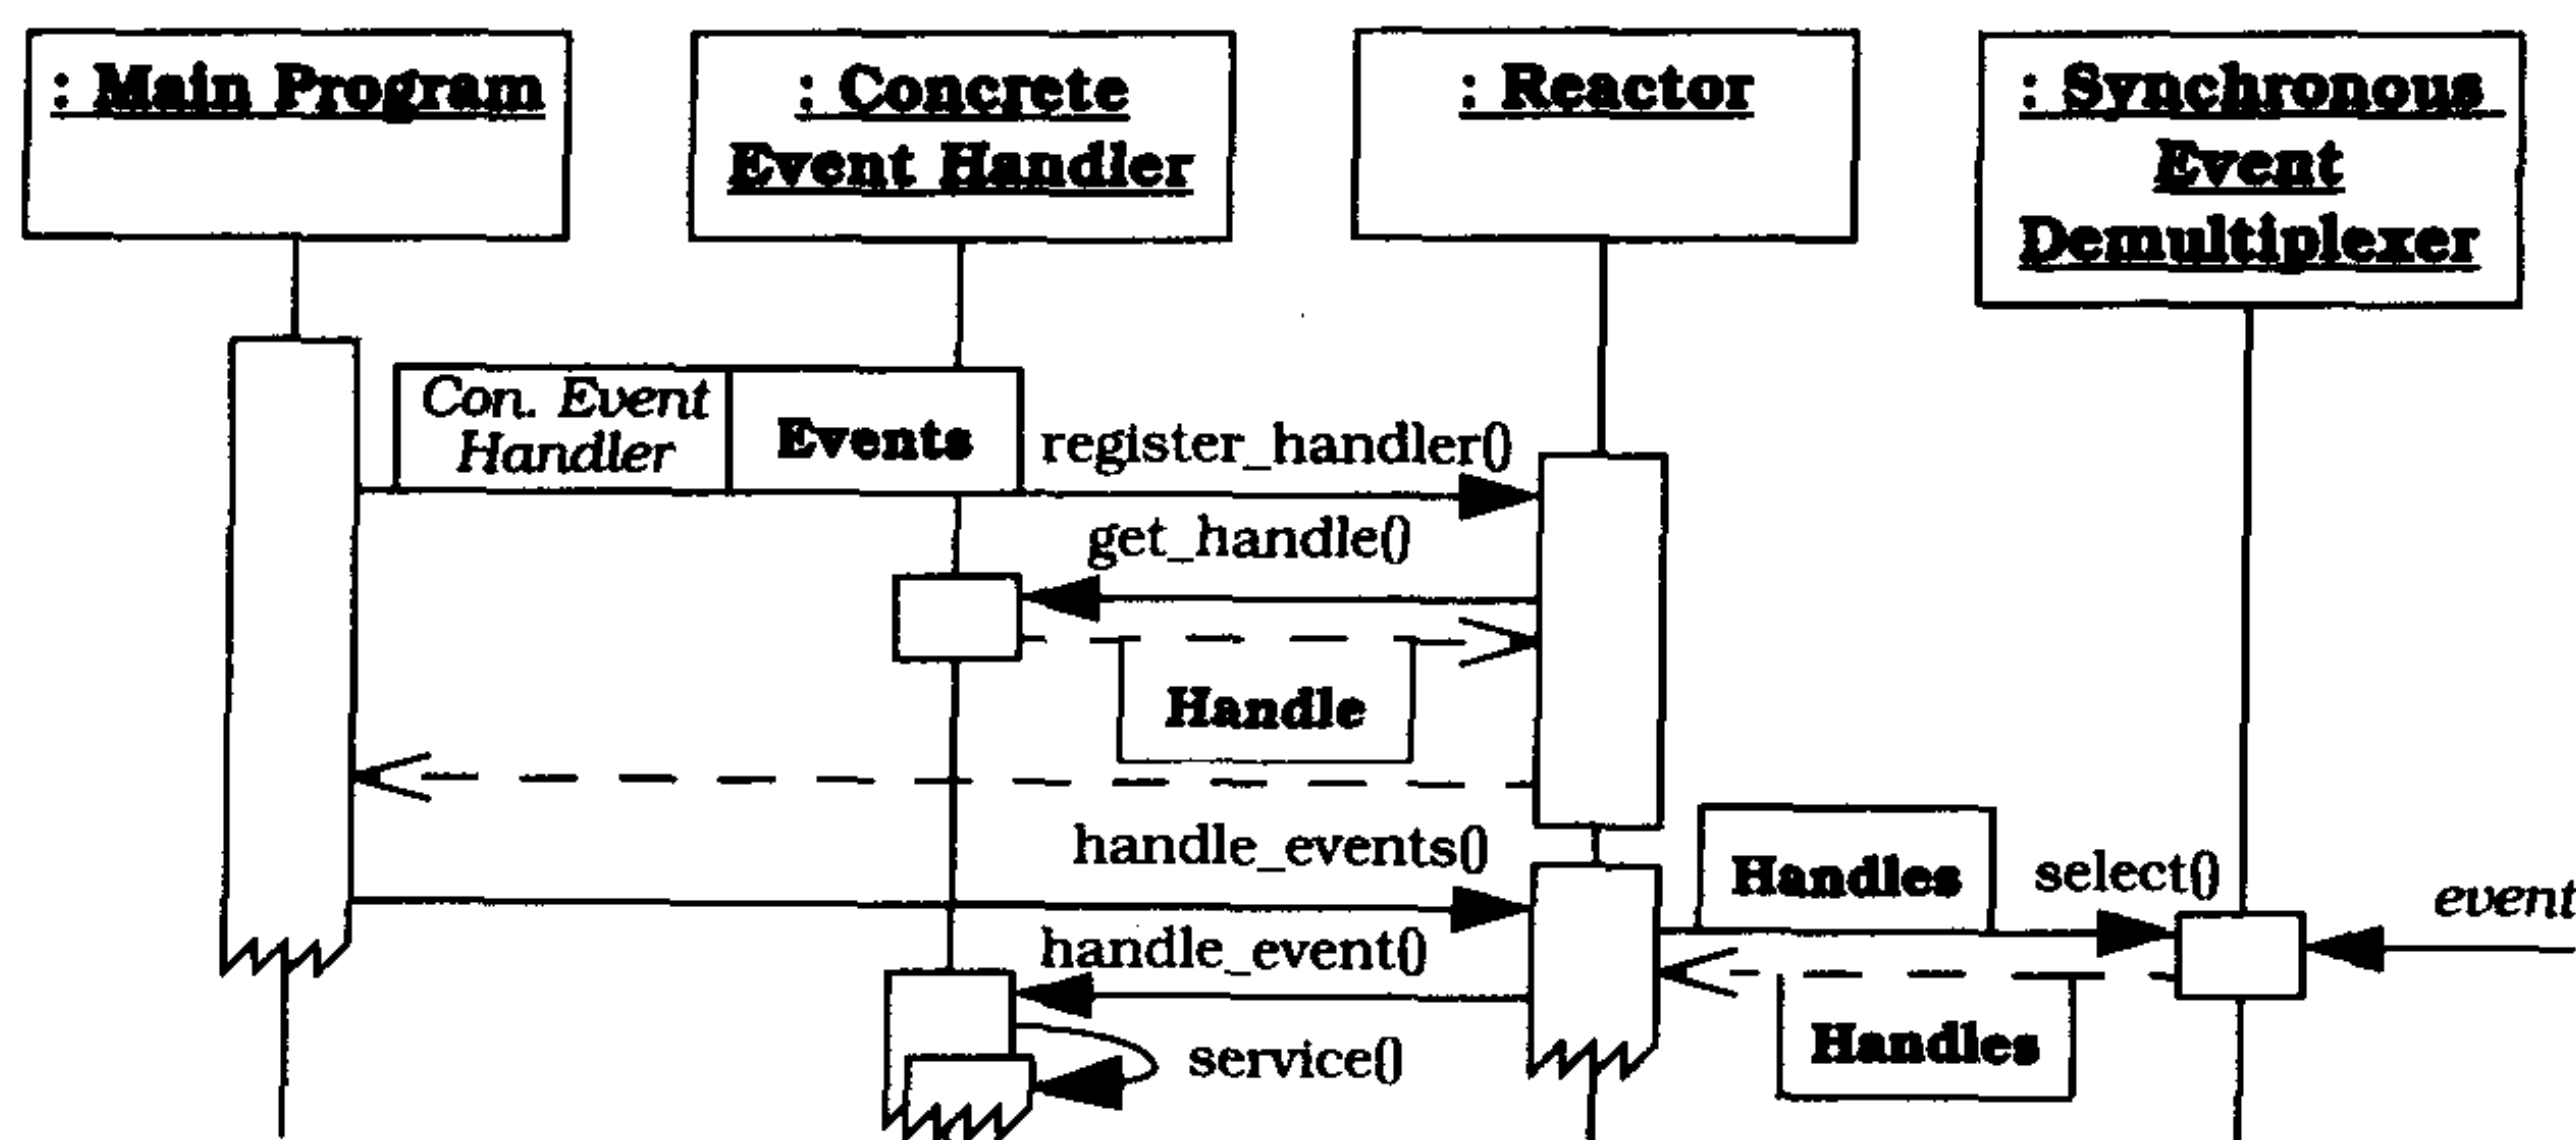 : Main Program
: Concrete
Event Handler
: Reactor
: Synchronous
Event
Demultiplexer
Con. Event
Handler
Events
register_handler()
get_handle()
Handle
handle_events()
Handles
select()
event
handle_event()
Handles
service()